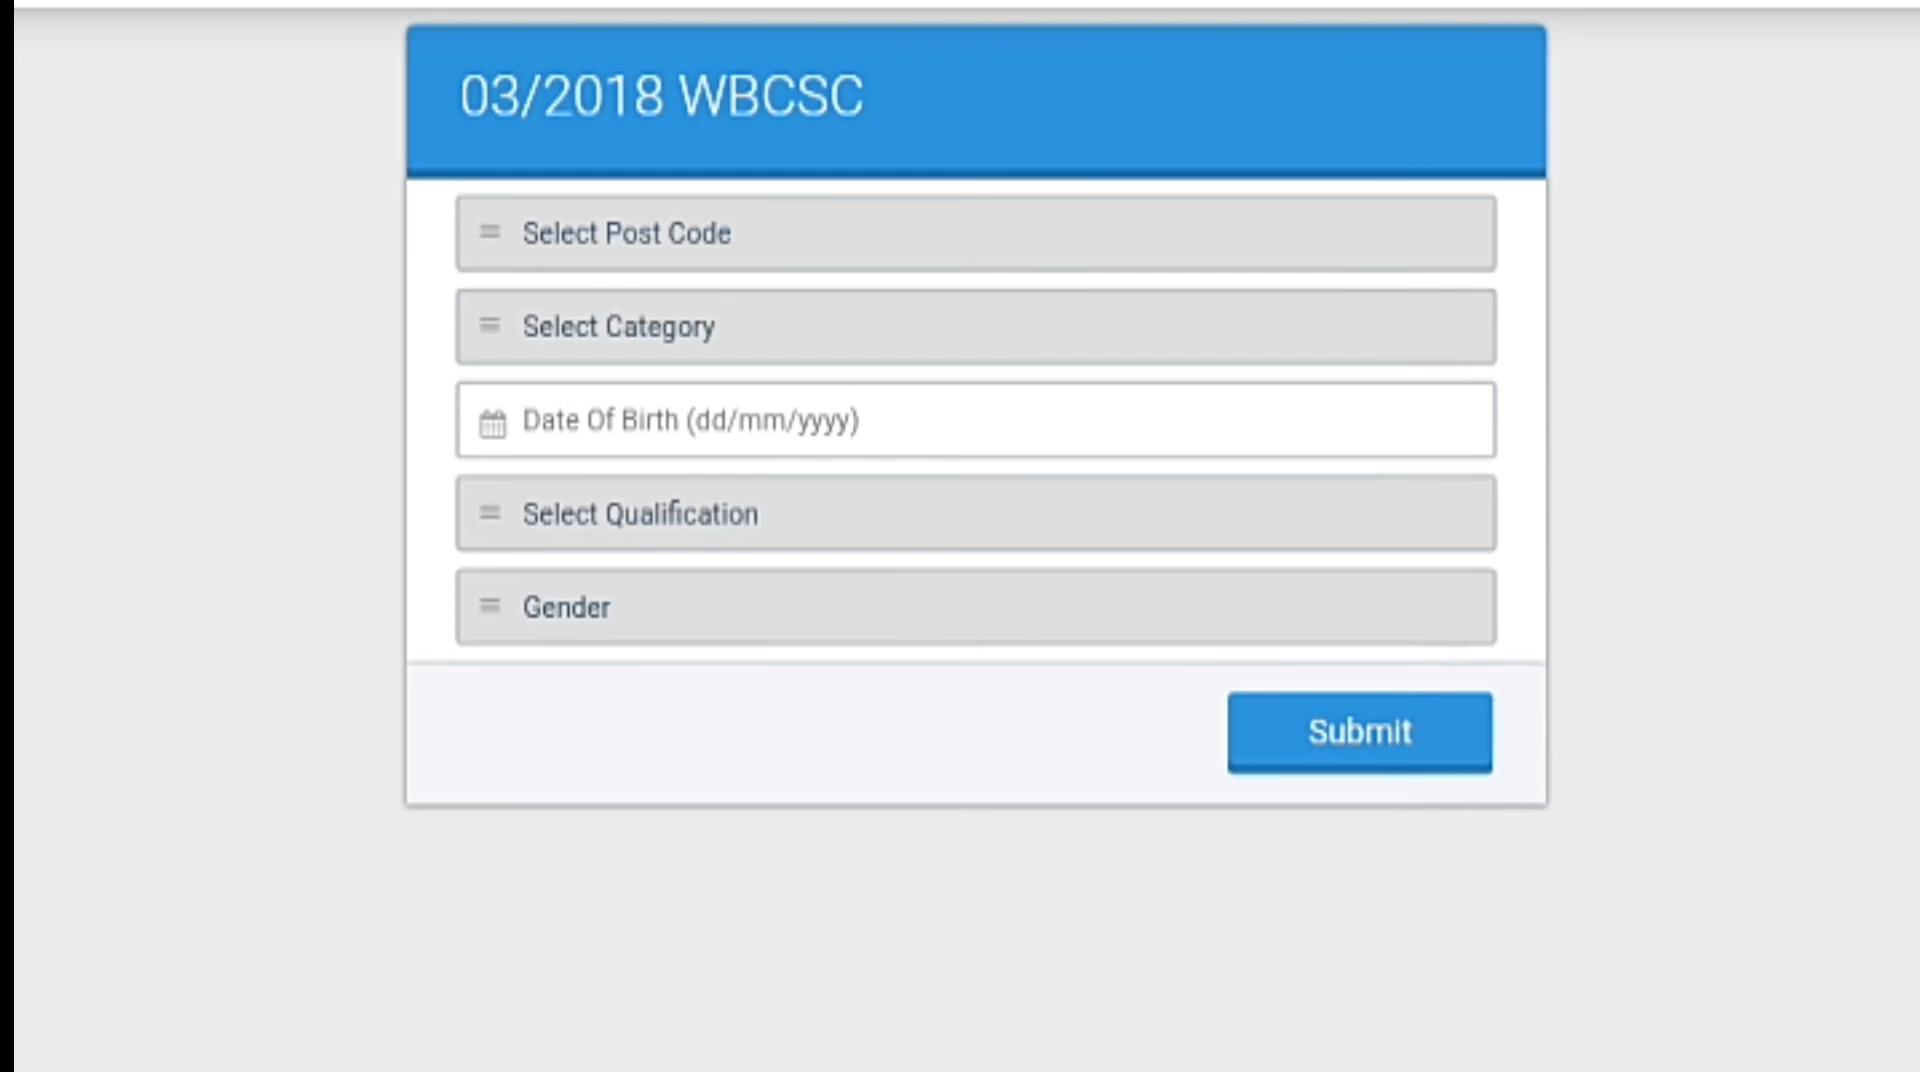 03/2018 WBCSC
Select Post Code
Select Category
Date Of Birth (dd/mm/yyyy)
Select Qualification
Gender
Submit